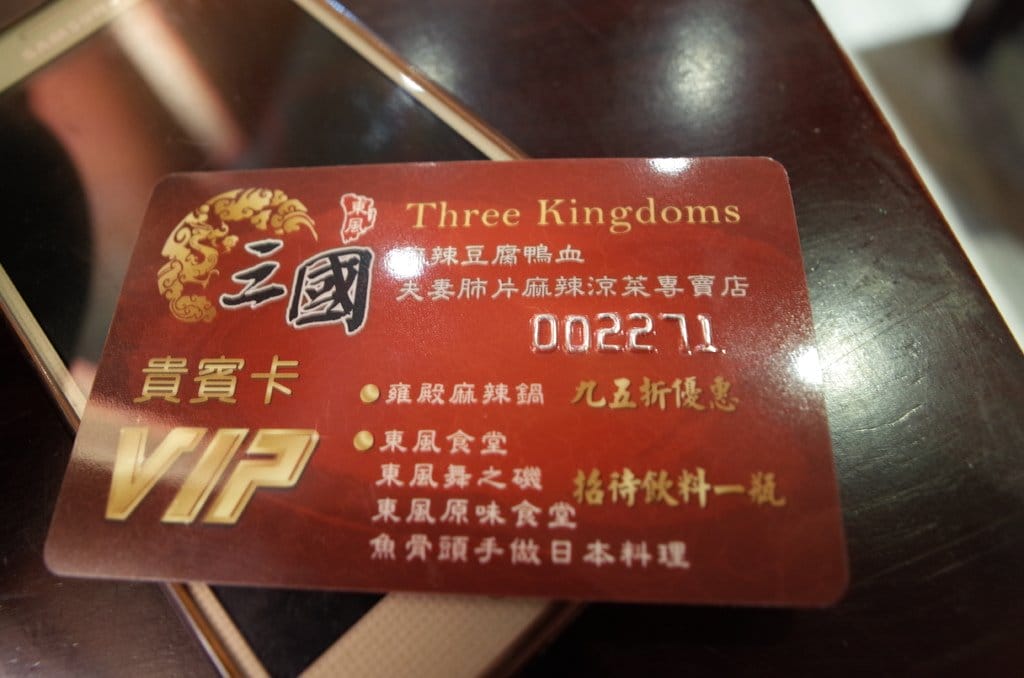 SAMSUNG
東風
三國
Three Kingdoms
麻辣豆腐鴨血
夫妻肺片麻辣涼菜專賣店
002271
貴賓卡
VIP
雍殿麻辣鍋 九五折優惠
東風食堂
東風舞之磯
招待飲料一瓶
東風原味食堂
魚骨頭手做日本料理